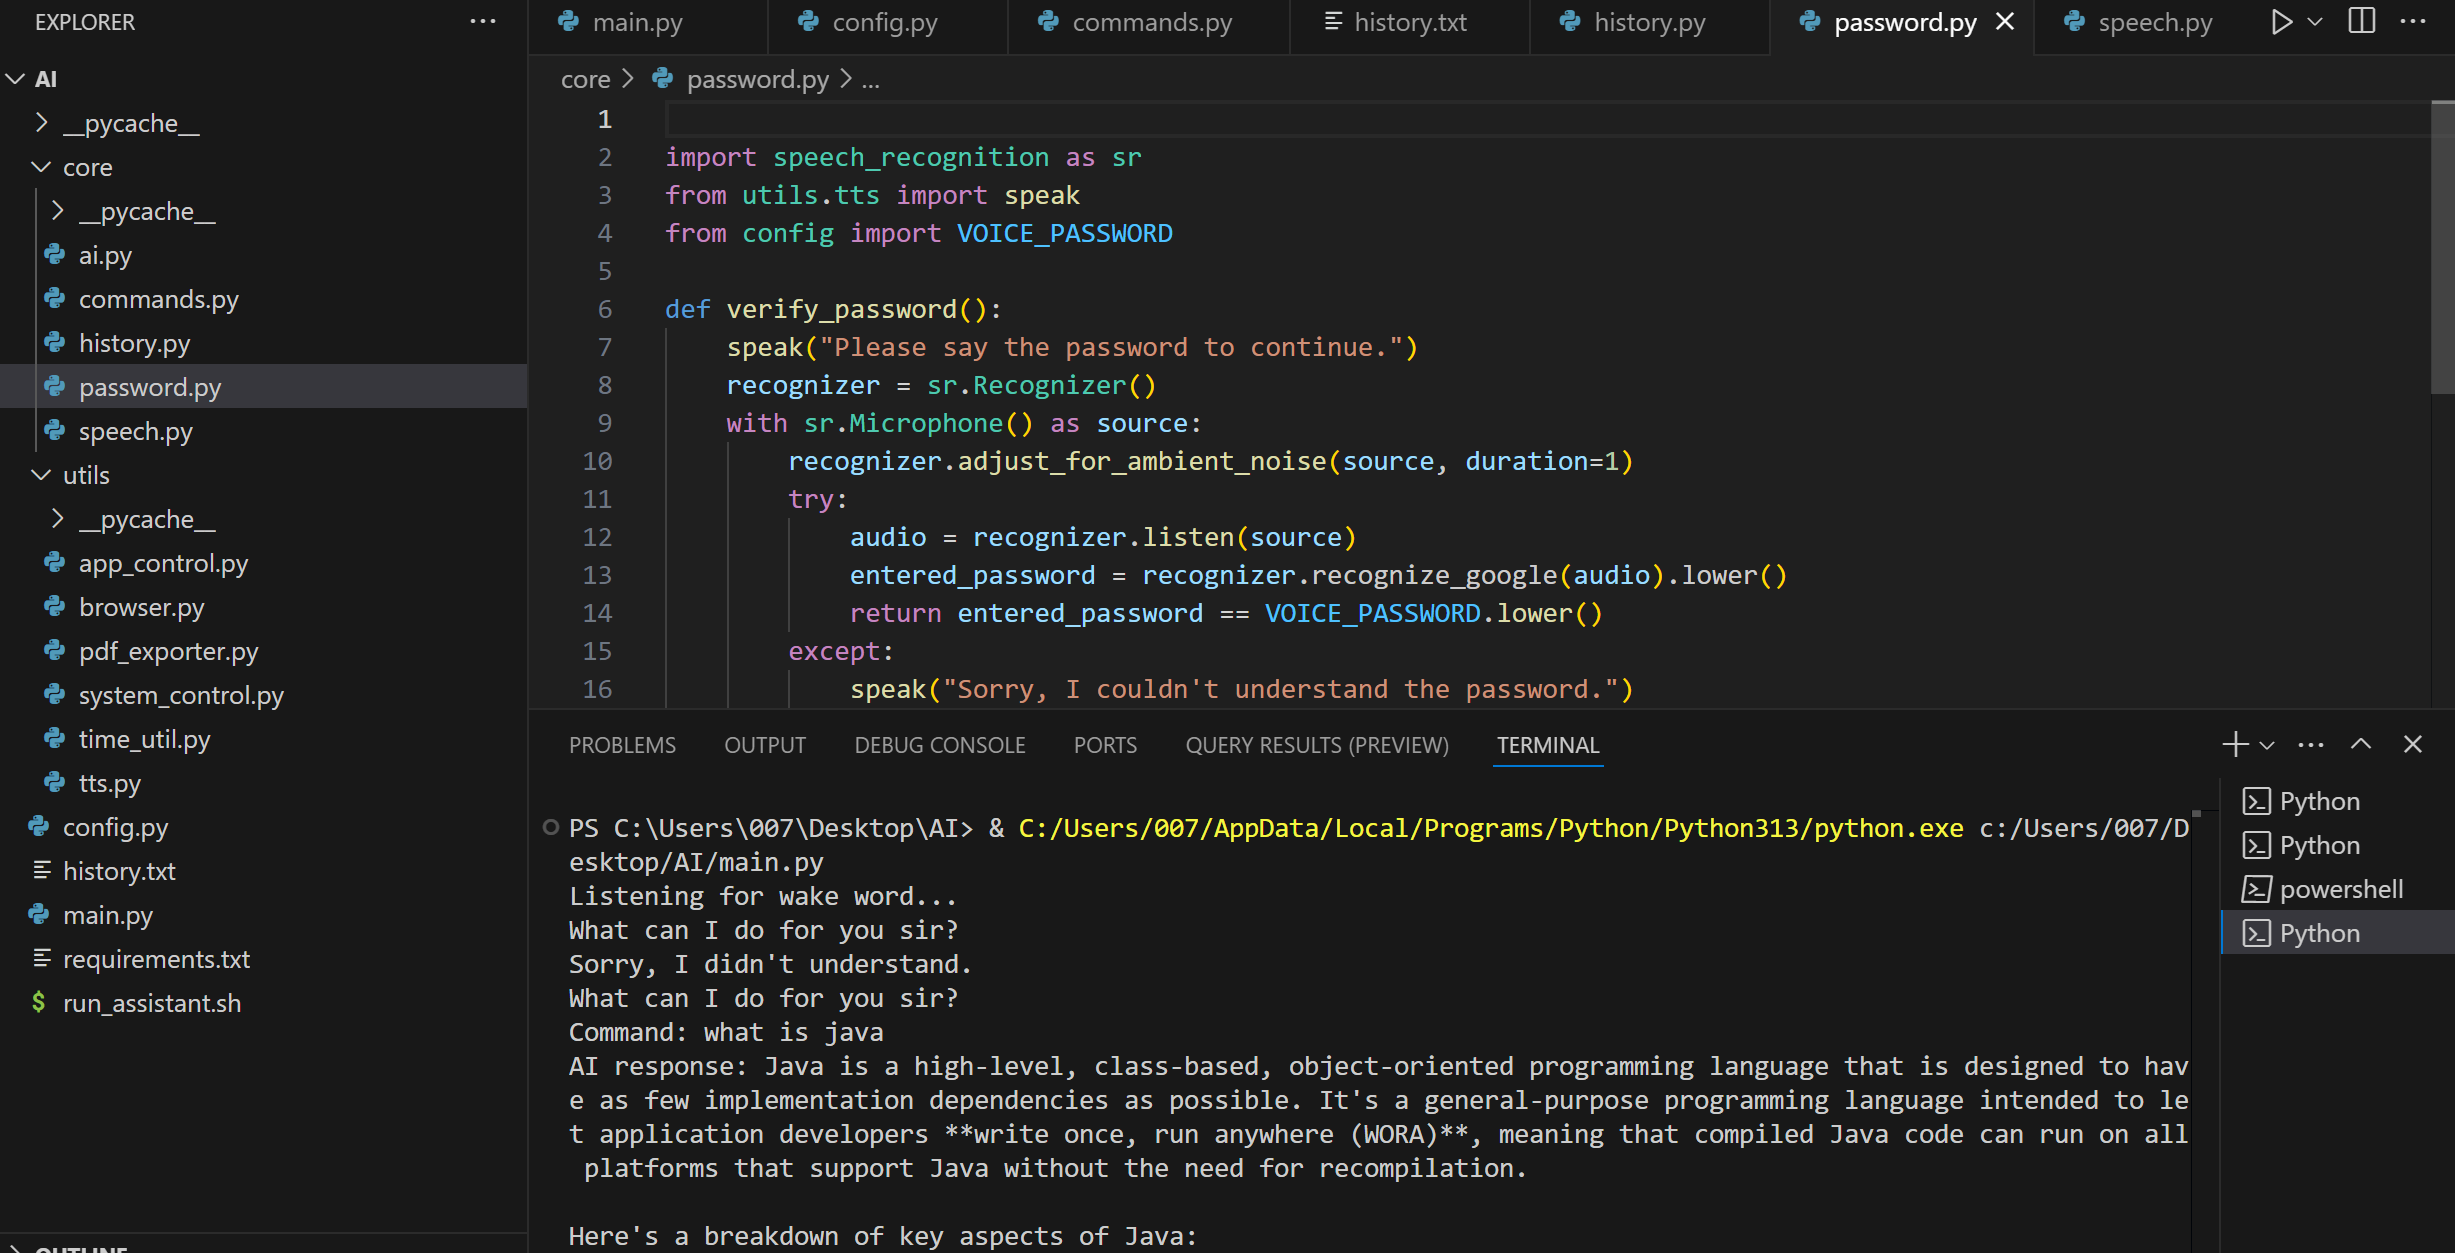 EXPLORER
AI
__pycache__
core
__pycache__
ai.py
commands.py
history.py
password.py
speech.py
utils
__pycache__
app_control.py
browser.py
pdf_exporter.py
system_control.py
time_util.py
tts.py
config.py
history.txt
main.py
requirements.txt
$ run_assistant.sh
OUTLINE
main.py config.py commands.py history.txt history.py password.py speech.py
core > password.py > ...
1
2 import speech_recognition as sr
3 from utils.tts import speak
4 from config import VOICE_PASSWORD
5
6 def verify_password():
7 speak("Please say the password to continue.")
8 recognizer = sr.Recognizer()
9 with sr.Microphone() as source:
10 recognizer.adjust_for_ambient_noise(source, duration=1)
11 try:
12 audio = recognizer.listen(source)
13 entered_password = recognizer.recognize_google(audio).lower()
14 return entered_password == VOICE_PASSWORD.lower()
15 except:
16 speak("Sorry, I couldn't understand the password.")
PROBLEMS OUTPUT DEBUG CONSOLE PORTS QUERY RESULTS (PREVIEW) TERMINAL
PS C:\Users\007\Desktop\AI> & C:/Users/007/AppData/Local/Programs/Python/Python313/python.exe c:/Users/007/D
esktop/AI/main.py
Listening for wake word...
What can I do for you sir?
Sorry, I didn't understand.
What can I do for you sir?
Command: what is java
AI response: Java is a high-level, class-based, object-oriented programming language that is designed to hav
e as few implementation dependencies as possible. It's a general-purpose programming language intended to le
t application developers **write once, run anywhere (WORA)**, meaning that compiled Java code can run on all
platforms that support Java without the need for recompilation.
Here's a breakdown of key aspects of Java:
Python
Python
powershell
Python